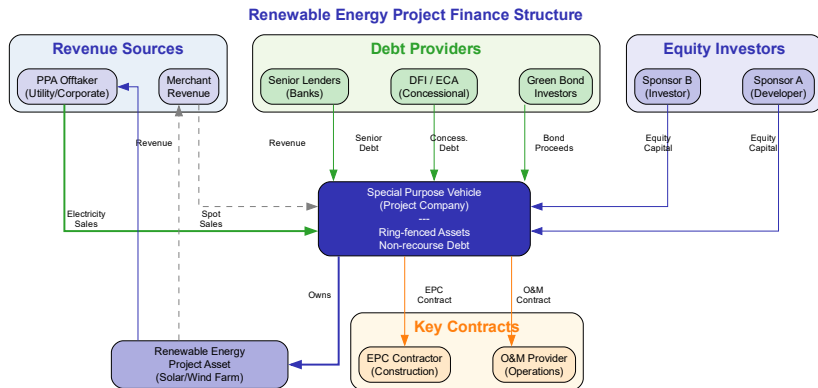 Renewable Energy Project Finance Structure
Revenue Sources
Debt Providers
Equity Investors
PPA Offtaker
(Utility/Corporate)
Merchant
Revenue
Senior Lenders
(Banks)
DFI / ECA
(Concessional)
Green Bond
Investors
Sponsor B
(Investor)
Sponsor A
(Developer)
Revenue
Revenue
Senior
Debt
Concess.
Debt
Bond
Proceeds
Equity
Capital
Equity
Capital
Special Purpose Vehicle
(Project Company)
---
Ring-fenced Assets
Non-recourse Debt
Electricity
Sales
Spot
Sales
Owns
EPC
Contract
O&M
Contract
Key Contracts
Renewable Energy
Project Asset
(Solar/Wind Farm)
EPC Contractor
(Construction)
O&M Provider
(Operations)